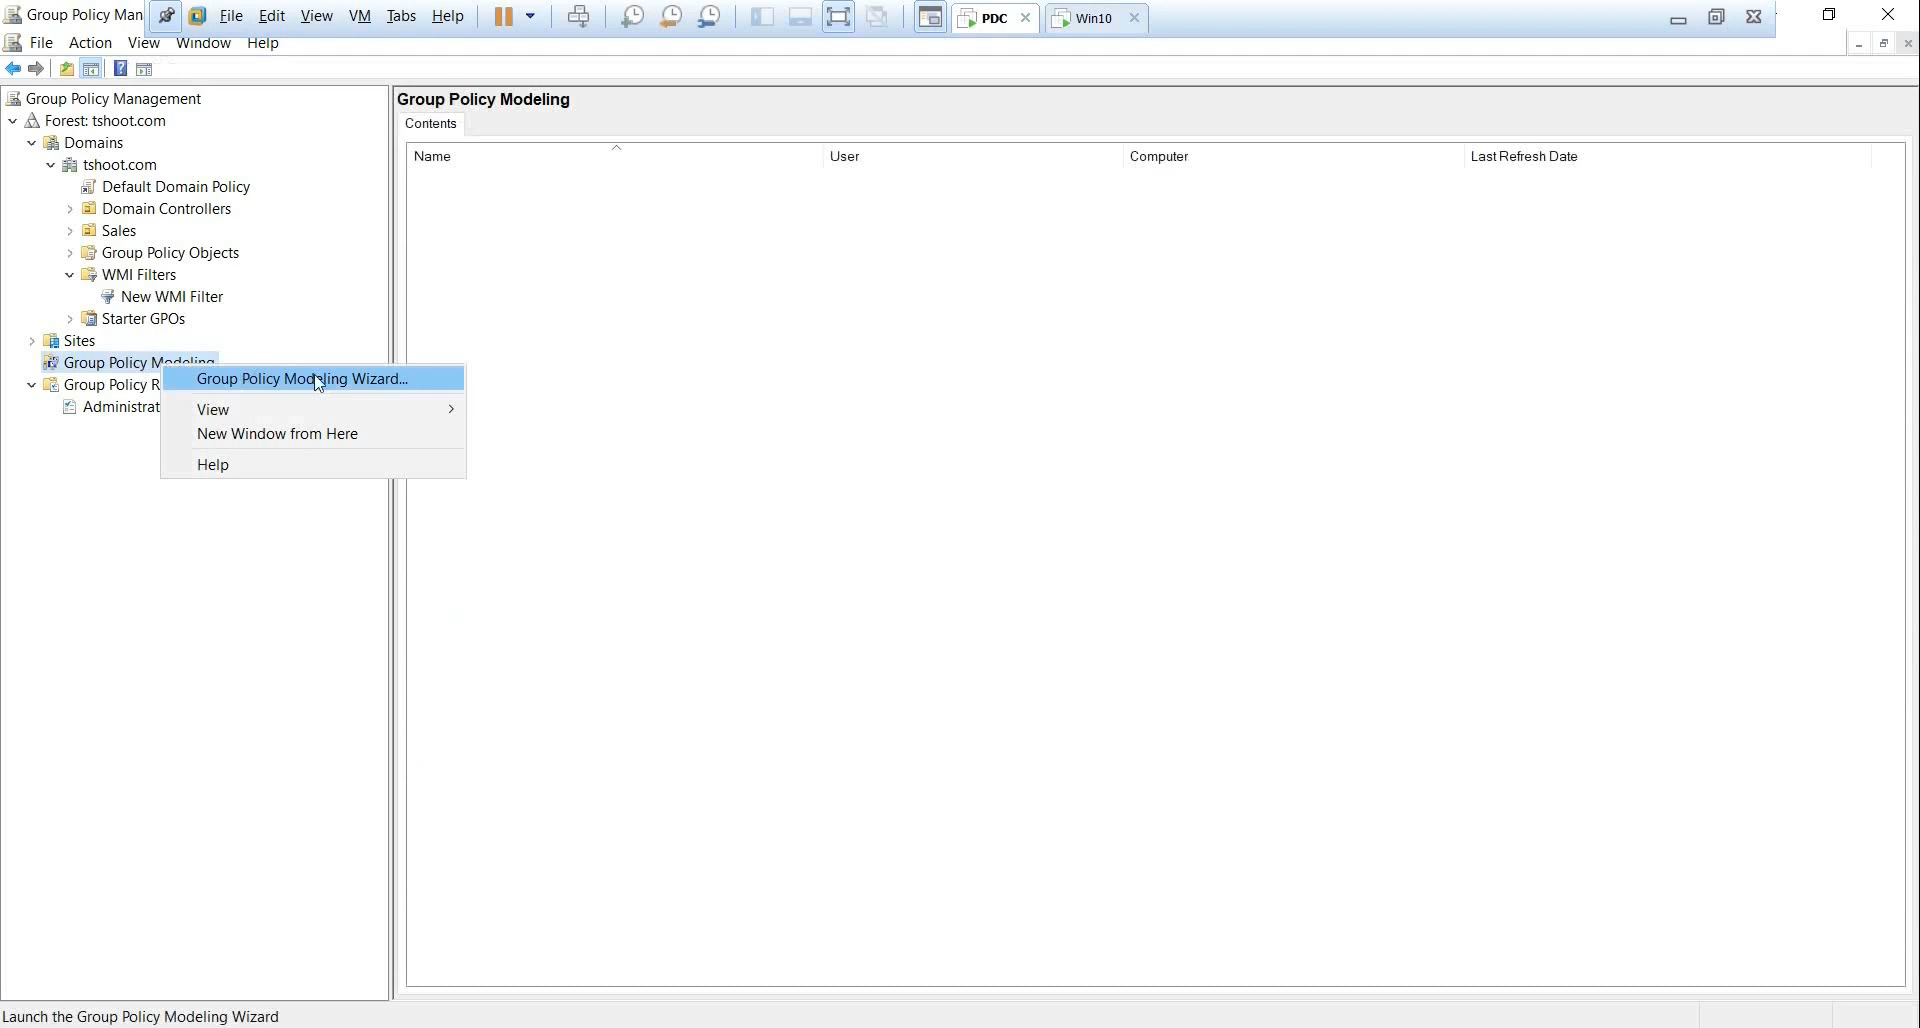 Group Policy Man
File Edit View VM Tabs Help
PDC
Win10
File Action View Window Help
Group Policy Management
Forest: tshoot.com
Domains
tshoot.com
Default Domain Policy
Domain Controllers
Sales
Group Policy Objects
WMI Filters
New WMI Filter
Starter GPOs
Sites
Group Policy Modeling
Group Policy R
Administrat
Group Policy Modeling Wizard...
View
New Window from Here
Help
Group Policy Modeling
Contents
Name User Computer Last Refresh Date
Launch the Group Policy Modeling Wizard